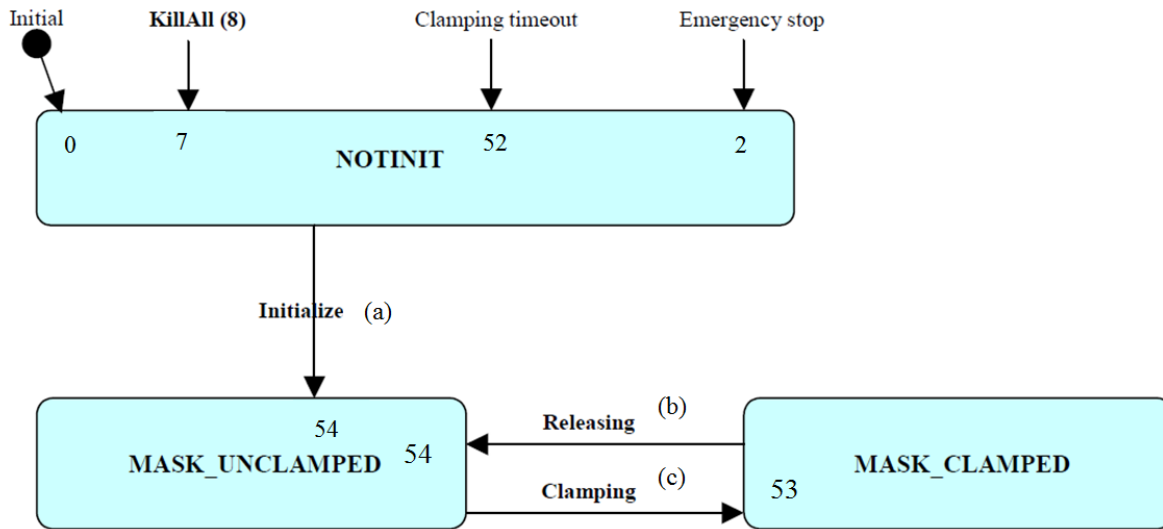 Initial
KillAll (8)
Clamping timeout
Emergency stop
0
7
52
2
NOTINIT
Initialize (a)
54
MASK_UNCLAMPED 54
Releasing (b)
Clamping (c)
MASK_CLAMPED
53